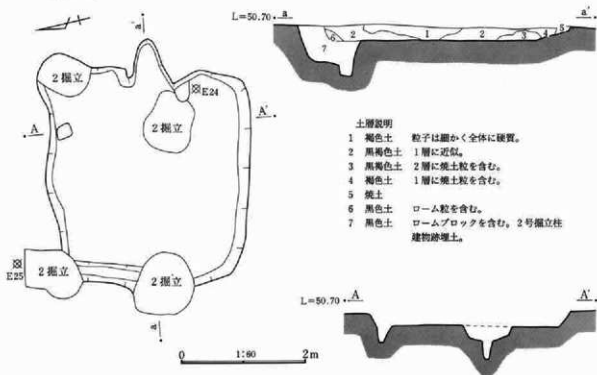 a
2掘立
E24
2掘立
A
A'
E25
2掘立
2掘立
a
0 1:60 2m
L=50.70 a a'
6 2 1 2 3 4 5
7
土層説明
1 褐色土 粒子は細かく全体に硬質。
2 黒褐色土 1層に近似。
3 黒褐色土 2層に焼土粒を含む。
4 褐色土 1層に焼土粒を含む。
5 焼土
6 黒色土 ローム粒を含む。
7 黒色土 ロームブロックを含む。2号掘立柱
建物跡埋土。
L=50.70 A A'